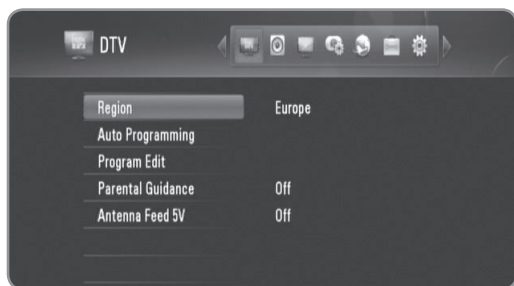 DTV
Region Europe
Auto Programming
Program Edit
Parental Guidance Off
Antenna Feed 5V Off